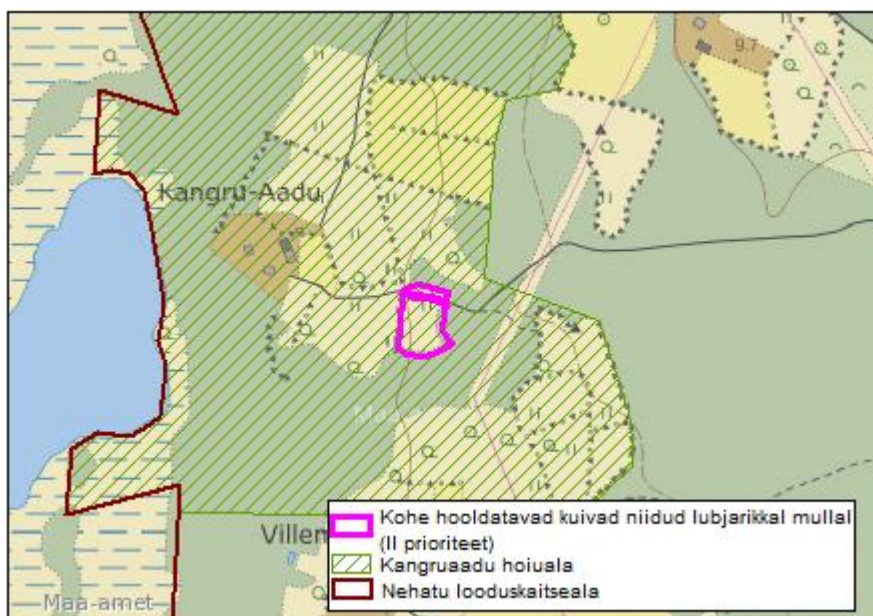 9.7
Kangru-Aadu
Maa-a
Kohe hooldatavad kuivad niidud lubjarikkal mullal
(II prioriteet)
Kangruaadu hoiuala
Villem
Nehatu looduskaitseala
Maa-amet